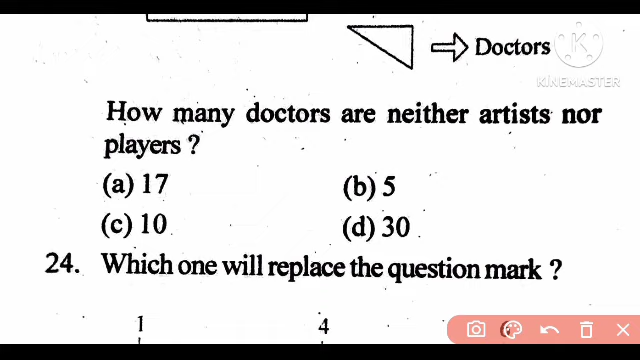 Doctors
KINEMASTER
How many doctors are neither artists nor
players ?
(a) 17 (b) 5
(c) 10 (d) 30
24. Which one will replace the question mark ?
1 4